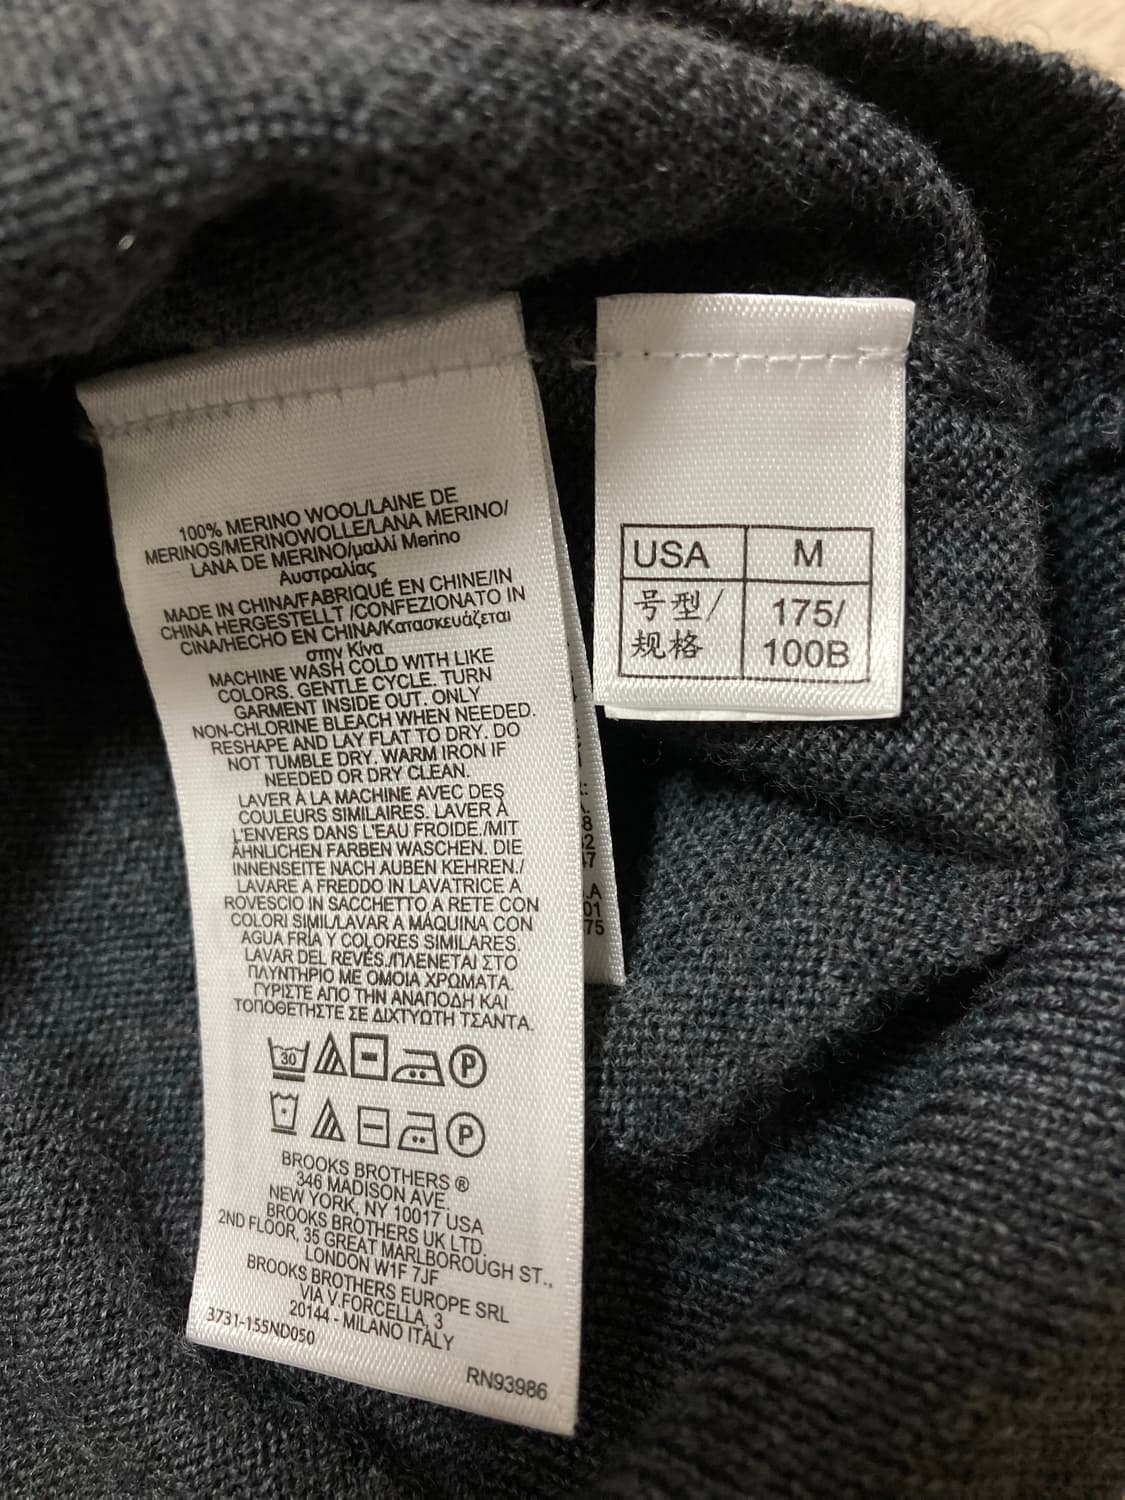 100% MERINO WOOL/LAINE DE
MERINOS/MERINOWOLLE/LANA MERINO/
LANA DE MERINO/μαλλί Merino
Αυστραλίας
MADE IN CHINA/FABRIQUÉ EN CHINE/IN
CHINA HERGESTELLT /CONFEZIONATO IN
CINA/HECHO EN CHINA/Κατασκευάζεται
στην Κίνα
MACHINE WASH COLD WITH LIKE
COLORS. GENTLE CYCLE. TURN
GARMENT INSIDE OUT. ONLY
NON-CHLORINE BLEACH WHEN NEEDED.
RESHAPE AND LAY FLAT TO DRY. DO
NOT TUMBLE DRY. WARM IRON IF
NEEDED OR DRY CLEAN.
LAVER À LA MACHINE AVEC DES
COULEURS SIMILAIRES. LAVER À
L'ENVERS DANS L'EAU FROIDE./MIT
ÄHNLICHEN FARBEN WASCHEN. DIE
INNENSEITE NACH AUBEN KEHREN./
LAVARE A FREDDO IN LAVATRICE A
ROVESCIO IN SACCHETTO A RETE CON
COLORI SIMILI/LAVAR A MÁQUINA CON
AGUA FRÍA Y COLORES SIMILARES.
LAVAR DEL REVÉS./ΠΛΕΝΕΤΑΙ ΣΤΟ
ΠΛΥΝΤΗΡΙΟ ΜΕ ΟΜΟΙΑ ΧΡΩΜΑΤΑ.
ΓΥΡΙΣΤΕ ΑΠΟ ΤΗΝ ΑΝΑΠΟΔΗ ΚΑΙ
ΤΟΠΟΘΕΤΗΣΤΕ ΣΕ ΔΙΧΤΥΩΤΗ ΤΣΑΝΤΑ.
30 P
P
BROOKS BROTHERS ®
346 MADISON AVE.
NEW YORK, NY 10017 USA
BROOKS BROTHERS UK LTD.
2ND FLOOR, 35 GREAT MARLBOROUGH ST.,
LONDON W1F 7JF
BROOKS BROTHERS EUROPE SRL
VIA V.FORCELLA, 3
20144 - MILANO ITALY
3731-155ND050
RN93986
USA M
号型/ 175/
规格 100B